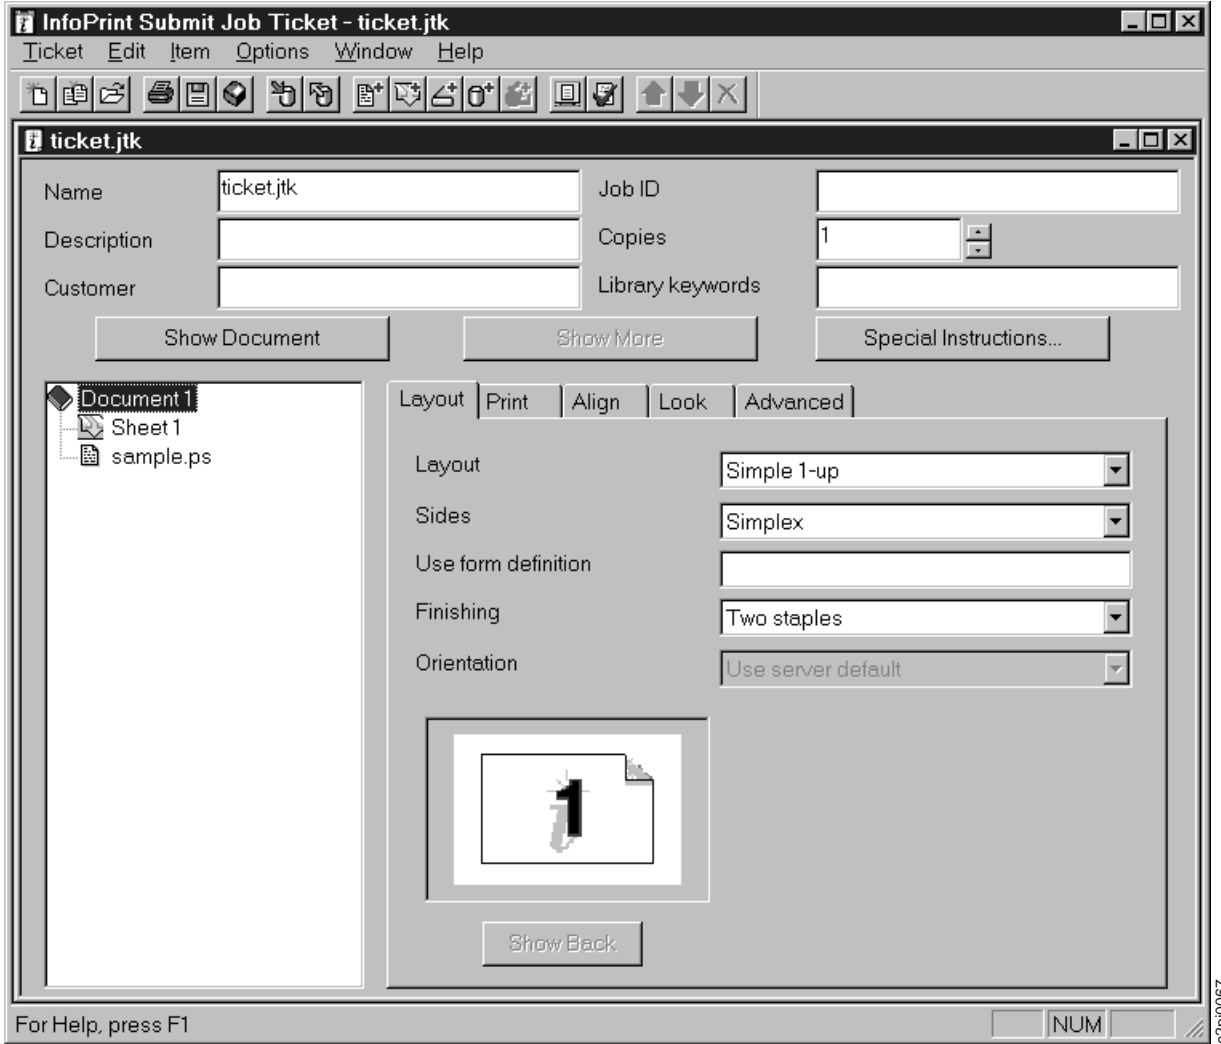 InfoPrint Submit Job Ticket - ticket.jtk
Ticket Edit Item Options Window Help
ticket.jtk
Name ticket.jtk Job ID
Description Copies 1
Customer Library keywords
Show Document Show More Special Instructions...
Document 1
Sheet 1
sample.ps
Layout Print Align Look Advanced
Layout Simple 1-up
Sides Simplex
Use form definition
Finishing Two staples
Orientation Use server default
1
Show Back
For Help, press F1 NUM